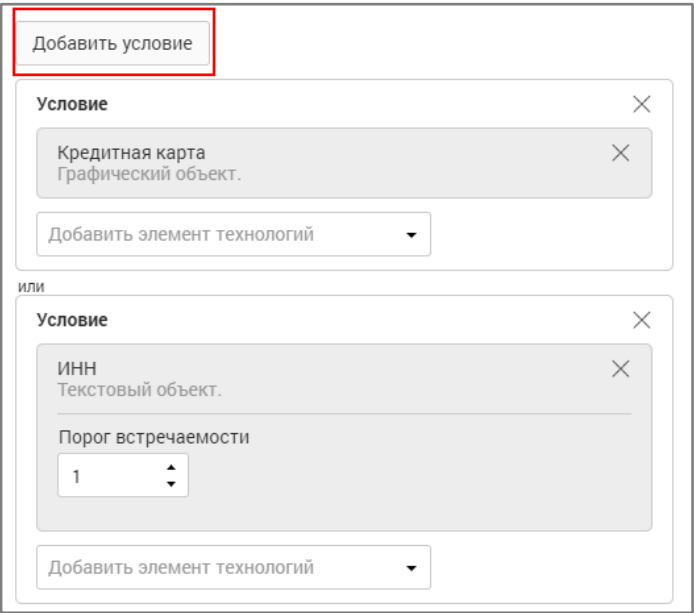 Добавить условие
Условие
Кредитная карта
Графический объект.
Добавить элемент технологий
или
Условие
ИНН
Текстовый объект.
Порог встречаемости
1
Добавить элемент технологий